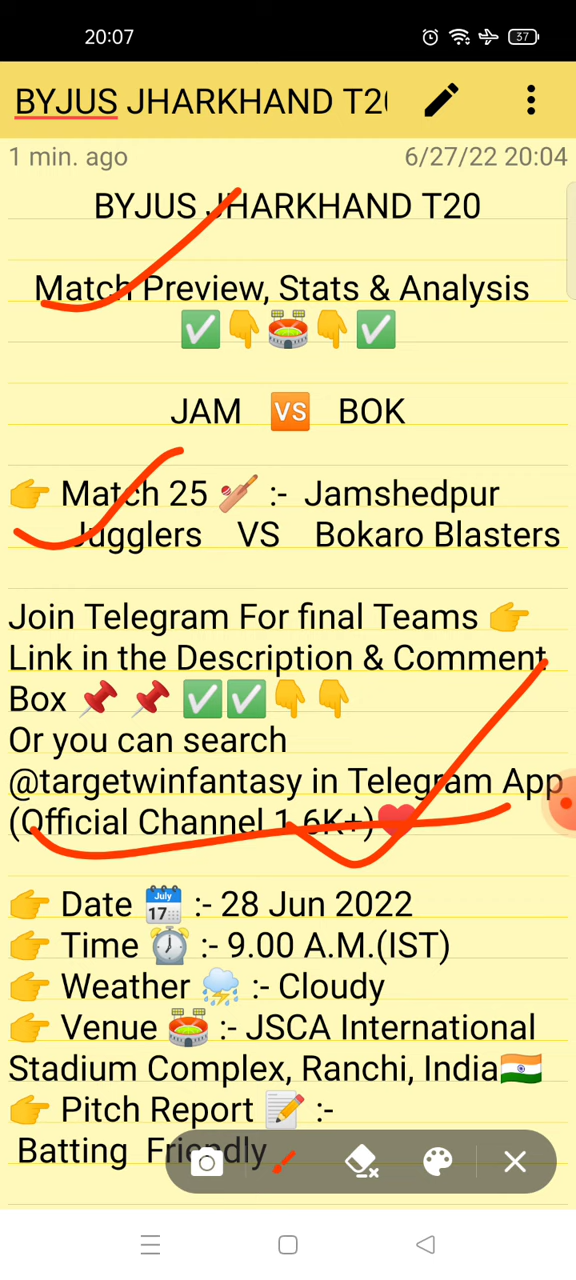 20:07
37
BYJUS JHARKHAND T20
1 min. ago
6/27/22 20:04
BYJUS JHARKHAND T20
Match Preview, Stats & Analysis
✅👇🏟️👇✅
JAM 🆚 BOK
👉 Match 25 🏏 :- Jamshedpur
Jugglers VS Bokaro Blasters
Join Telegram For final Teams 👉
Link in the Description & Comment
Box 📌 📌 ✅✅👇👇
Or you can search
@targetwinfantasy in Telegram App
(Official Channel 1.6K+)❤️
👉 Date 📅 :- 28 Jun 2022
👉 Time ⏰ :- 9.00 A.M.(IST)
👉 Weather ⛈️ :- Cloudy
👉 Venue 🏟️ :- JSCA International
Stadium Complex, Ranchi, India🇮🇳
👉 Pitch Report 📝 :-
Batting Friendly